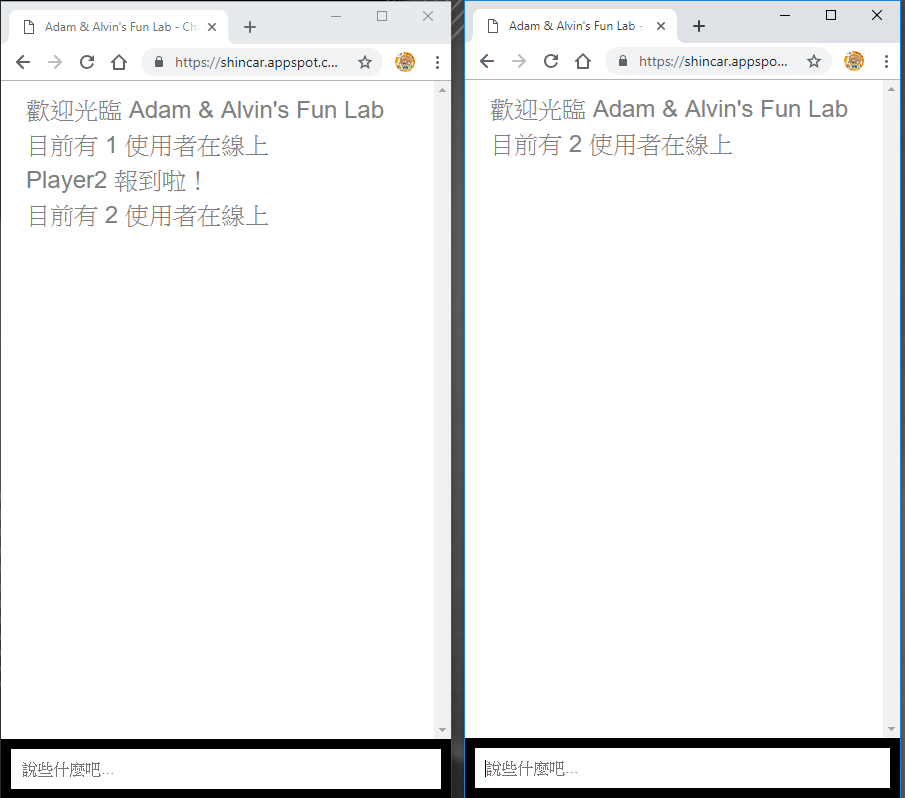 Adam & Alvin's Fun Lab - Ch
https://shincar.appspot.c...
歡迎光臨 Adam & Alvin's Fun Lab
目前有 1 使用者在線上
Player2 報到啦！
目前有 2 使用者在線上
說些什麼吧...
Adam & Alvin's Fun Lab -
https://shincar.appspo...
歡迎光臨 Adam & Alvin's Fun Lab
目前有 2 使用者在線上
說些什麼吧...